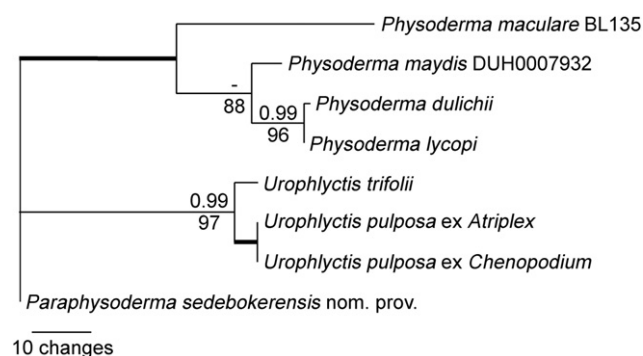 Physoderma maculare BL135
Physoderma maydis DUH0007932
-
88
0.99
96
Physoderma dulichii
Physoderma lycopi
Urophlyctis trifolii
0.99
97
Urophlyctis pulposa ex Atriplex
Urophlyctis pulposa ex Chenopodium
Paraphysoderma sedebokerensis nom. prov.
10 changes